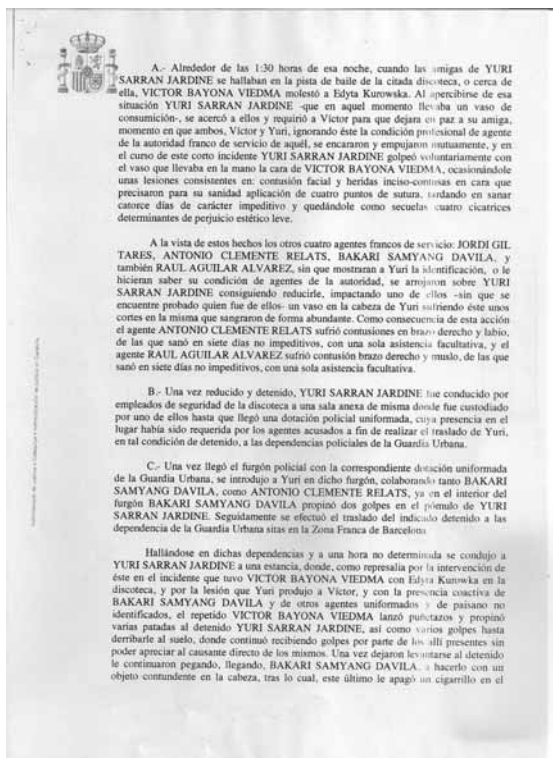 A.- Alrededor de las 1:30 horas de esa noche, cuando las amigas de YURI
SARRAN JARDINE se hallaban en la pista de baile de la citada discoteca, o cerca de
ella, VICTOR BAYONA VIEDMA molestó a Edyta Kurowska. Al apercibirse de esa
situación YURI SARRAN JARDINE -que en aquel momento llevaba un vaso de
consumición-, se acercó a ellos y requirió a Victor para que dejara en paz a su amiga,
momento en que ambos, Victor y Yuri, ignorando éste la condición profesional de agente
de la autoridad franco de servicio de aquél, se encararon y empujaron mutuamente, y en
el curso de este corto incidente YURI SARRAN JARDINE golpeó voluntariamente con
el vaso que llevaba en la mano la cara de VICTOR BAYONA VIEDMA, ocasionándole
unas lesiones consistentes en: contusión facial y heridas inciso-contusas en cara que
precisaron para su sanidad aplicación de cuatro puntos de sutura, tardando en sanar
catorce días de carácter impeditivo y quedándole como secuelas cuatro cicatrices
determinantes de perjuicio estético leve.
A la vista de estos hechos los otros cuatro agentes francos de servicio: JORDI GIL
TARES, ANTONIO CLEMENTE RELATS, BAKARI SAMYANG DAVILA, y
también RAUL AGUILAR ALVAREZ, sin que mostraran a Yuri la identificación, o le
hicieran saber su condición de agentes de la autoridad, se arrojaron sobre YURI
SARRAN JARDINE consiguiendo reducirle, impactando uno de ellos -sin que se
encuentre probado quien fue de ellos- un vaso en la cabeza de Yuri sufriendo éste unos
cortes en la misma que sangraron de forma abundante. Como consecuencia de esta acción
el agente ANTONIO CLEMENTE RELATS sufrió contusiones en brazo derecho y labio,
de las que sanó en siete días no impeditivos, con una sola asistencia facultativa, y el
agente RAUL AGUILAR ALVAREZ sufrió contusión brazo derecho y muslo, de las que
sanó en siete días no impeditivos, con una sola asistencia facultativa.
B.- Una vez reducido y detenido, YURI SARRAN JARDINE fue conducido por
empleados de seguridad de la discoteca a una sala anexa de misma donde fue custodiado
por uno de ellos hasta que llegó una dotación policial uniformada, cuya presencia en el
lugar había sido requerida por los agentes acusados a fin de realizar el traslado de Yuri,
en tal condición de detenido, a las dependencias policiales de la Guardia Urbana.
C.- Una vez llegó el furgón policial con la correspondiente dotación uniformada
de la Guardia Urbana, se introdujo a Yuri en dicho furgón, colaborando tanto BAKARI
SAMYANG DAVILA, como ANTONIO CLEMENTE RELATS, ya en el interior del
furgón BAKARI SAMYANG DAVILA propinó dos golpes en el pómulo de YURI
SARRAN JARDINE. Seguidamente se efectuó el traslado del indicado detenido a las
dependencia de la Guardia Urbana sitas en la Zona Franca de Barcelona
Hallándose en dichas dependencias y a una hora no determinada se condujo a
YURI SARRAN JARDINE a una estancia, donde, como represalia por la intervención de
éste en el incidente que tuvo VICTOR BAYONA VIEDMA con Edyta Kurowka en la
discoteca, y por la lesión que Yuri produjo a Víctor, y con la presencia coactiva de
BAKARI SAMYANG DAVILA y de otros agentes uniformados y de paisano no
identificados, el repetido VICTOR BAYONA VIEDMA lanzó puñetazos y propinó
varias patadas al detenido YURI SARRAN JARDINE, así como varios golpes hasta
derribarle al suelo, donde continuó recibiendo golpes por parte de los allí presentes sin
poder apreciar al causante directo de los mismos. Una vez dejaron levantarse al detenido
le continuaron pegando, llegando, BAKARI SAMYANG DAVILA, a hacerlo con un
objeto contundente en la cabeza, tras lo cual, este último le apagó un cigarrillo en el